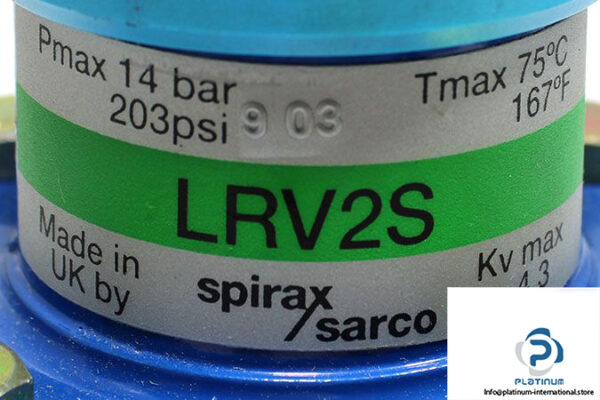 Pmax 14 bar
203psi
9 03
Tmax 75°C
167°F
LRV2S
Made in
UK by
spirax
/sarco
Kv max
4.3
P
PLATINUM
Info@platinum-international.store